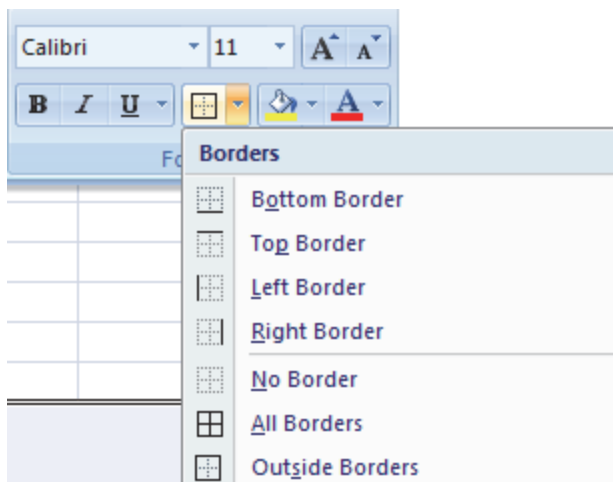 Calibri 11 A A
B I U A
Fo
Borders
Bottom Border
Top Border
Left Border
Right Border
No Border
All Borders
Outside Borders